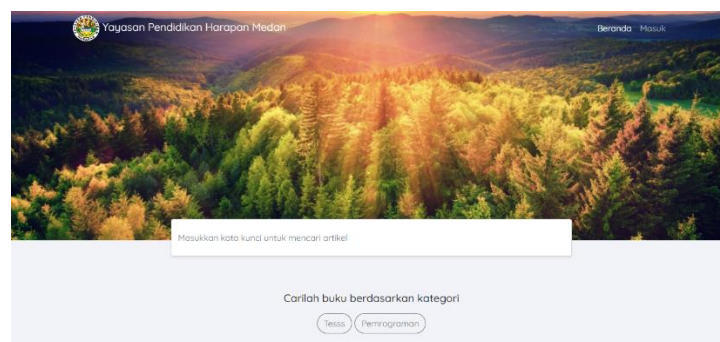 Yayasan Pendidikan Harapan Medan
Beranda Masuk
Masukkan kata kunci untuk mencari artikel
Carilah buku berdasarkan kategori
Tesss Pemrograman